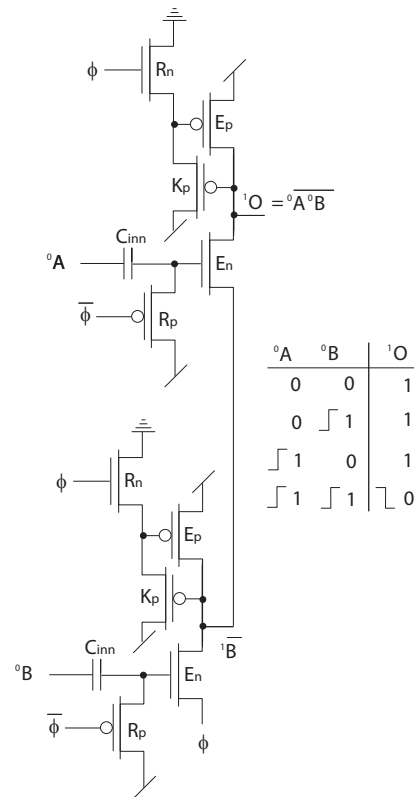 ϕ
Rn
Ep
Kp
¹O = ⁰A⁰B̅
Cinn
⁰A
En
ϕ̅
Rp
⁰A ⁰B ¹O
0 0 1
0 1 1
1 0 1
1 1 0
Rn
ϕ
Ep
Kp
¹B̅
Cinn
⁰B
En
ϕ̅
Rp
ϕ